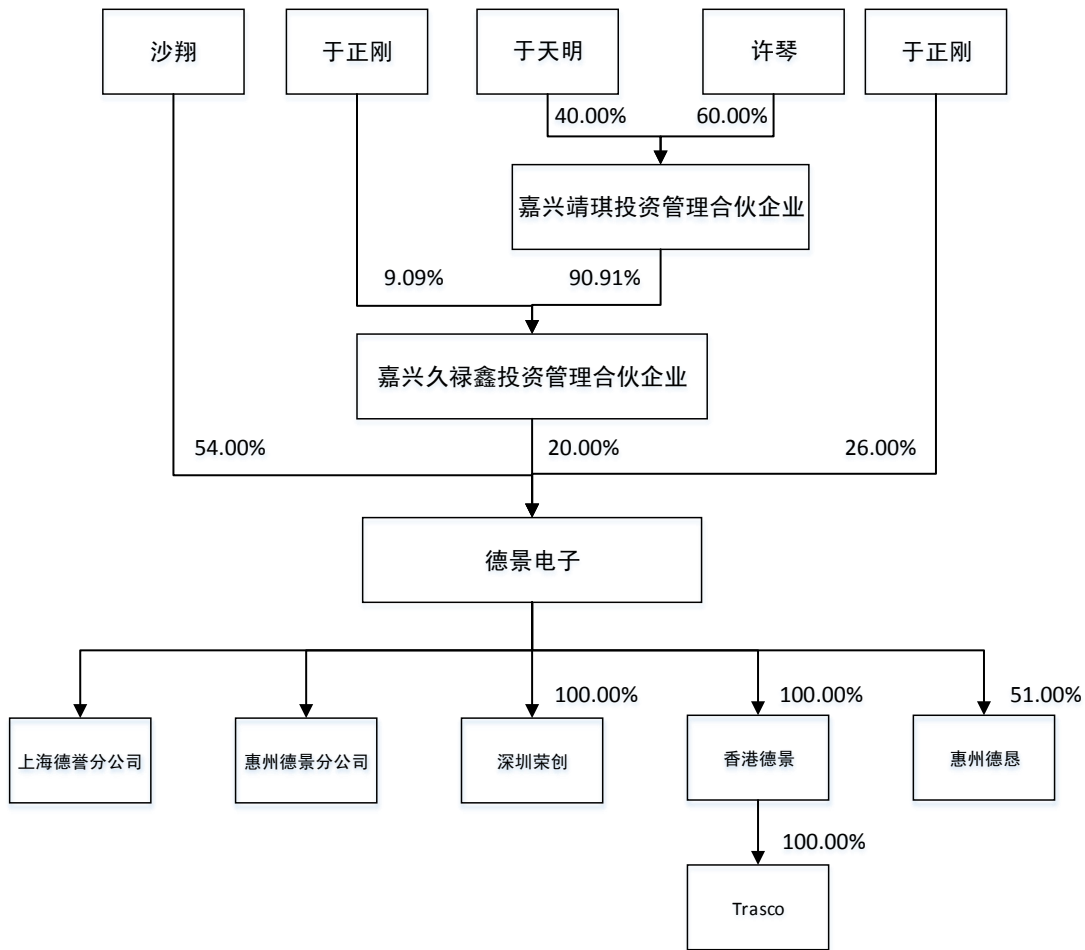 沙翔
于正刚
于天明
许琴
于正刚
40.00%
60.00%
嘉兴靖琪投资管理合伙企业
9.09%
90.91%
嘉兴久禄鑫投资管理合伙企业
54.00%
20.00%
26.00%
德景电子
100.00%
100.00%
51.00%
上海德誉分公司
惠州德景分公司
深圳荣创
香港德景
惠州德恳
100.00%
Trasco